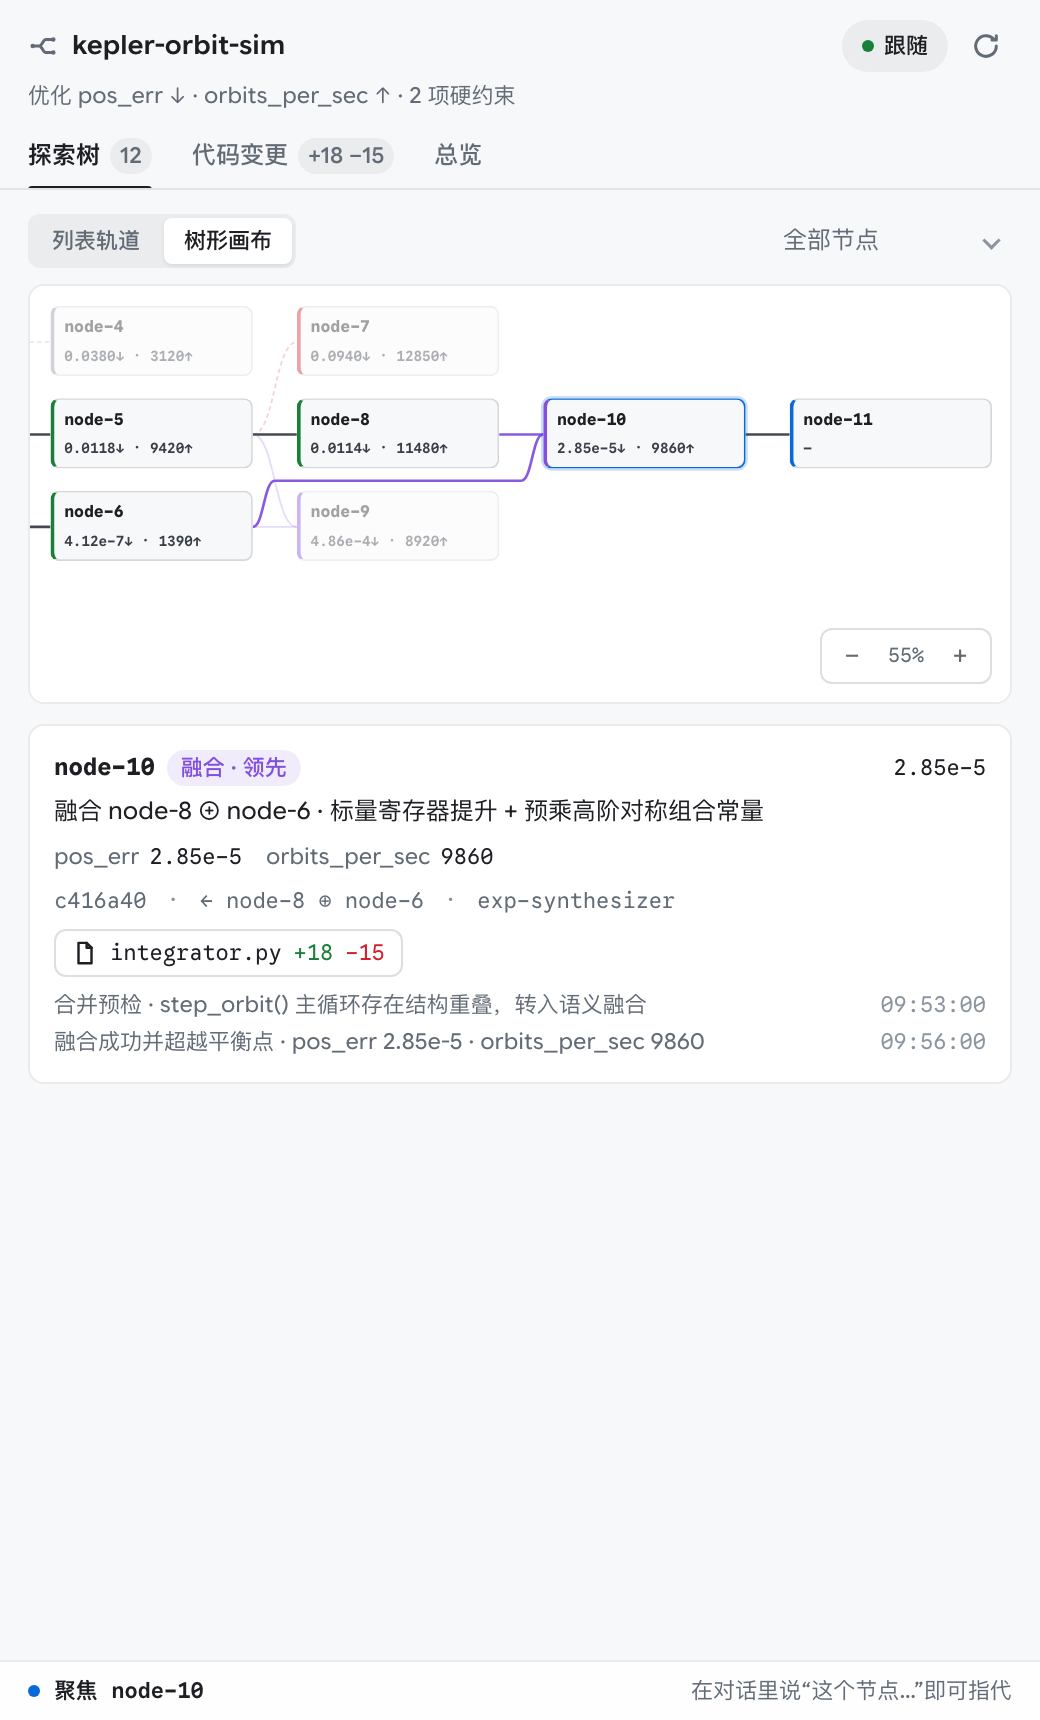 kepler-orbit-sim
跟随
优化 pos_err ↓ · orbits_per_sec ↑ · 2 项硬约束
探索树 12 代码变更 +18 −15 总览
列表轨道 树形画布 全部节点
node-4
0.0380↓ · 3120↑
node-7
0.0940↓ · 12850↑
node-5
0.0118↓ · 9420↑
node-8
0.0114↓ · 11480↑
node-10
2.85e-5↓ · 9860↑
node-11
–
node-6
4.12e-7↓ · 1390↑
node-9
4.86e-4↓ · 8920↑
− 55% +
node-10 融合 · 领先 2.85e-5
融合 node-8 ⊕ node-6 · 标量寄存器提升 + 预乘高阶对称组合常量
pos_err 2.85e-5 orbits_per_sec 9860
c416a40 · ← node-8 ⊕ node-6 · exp-synthesizer
integrator.py +18 −15
合并预检 · step_orbit() 主循环存在结构重叠，转入语义融合 09:53:00
融合成功并超越平衡点 · pos_err 2.85e-5 · orbits_per_sec 9860 09:56:00
聚焦 node-10 在对话里说“这个节点…”即可指代